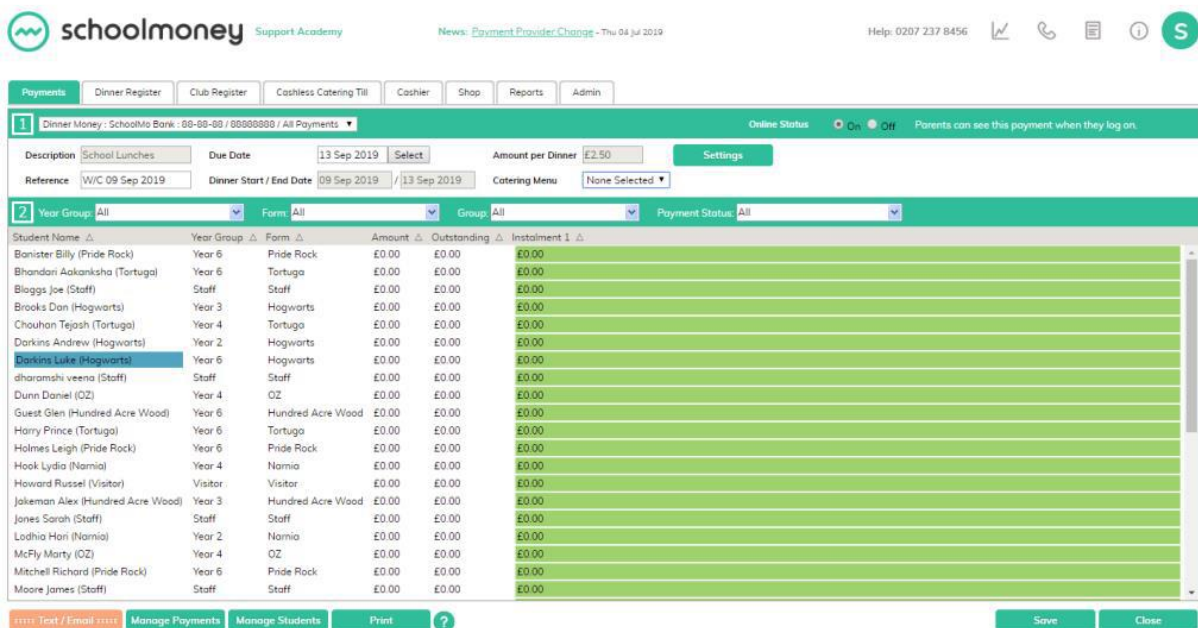 schoolmoney Support Academy News: Payment Provider Change - Thu 04 Jul 2019 Help: 0207 237 8456 S
Payments Dinner Register Club Register Cashless Catering Till Cashier Shop Reports Admin
1 Dinner Money : SchoolMo Bank : 88-88-88 / 88888888 / All Payments Online Status On Off Parents can see this payment when they log on.
Description School Lunches Due Date 13 Sep 2019 Select Amount per Dinner £2.50 Settings
Reference W/C 09 Sep 2019 Dinner Start / End Date 09 Sep 2019 / 13 Sep 2019 Catering Menu None Selected
2 Year Group: All Form: All Group: All Payment Status: All
Student Name Year Group Form Amount Outstanding Instalment 1
Banister Billy (Pride Rock) Year 6 Pride Rock £0.00 £0.00 £0.00
Bhandari Aakanksha (Tortuga) Year 6 Tortuga £0.00 £0.00 £0.00
Bloggs Joe (Staff) Staff Staff £0.00 £0.00 £0.00
Brooks Dan (Hogwarts) Year 3 Hogwarts £0.00 £0.00 £0.00
Chouhan Tejash (Tortuga) Year 4 Tortuga £0.00 £0.00 £0.00
Darkins Andrew (Hogwarts) Year 2 Hogwarts £0.00 £0.00 £0.00
Darkins Luke (Hogwarts) Year 6 Hogwarts £0.00 £0.00 £0.00
dharamshi veena (Staff) Staff Staff £0.00 £0.00 £0.00
Dunn Daniel (OZ) Year 4 OZ £0.00 £0.00 £0.00
Guest Glen (Hundred Acre Wood) Year 6 Hundred Acre Wood £0.00 £0.00 £0.00
Harry Prince (Tortuga) Year 6 Tortuga £0.00 £0.00 £0.00
Holmes Leigh (Pride Rock) Year 6 Pride Rock £0.00 £0.00 £0.00
Hook Lydia (Narnia) Year 4 Narnia £0.00 £0.00 £0.00
Howard Russel (Visitor) Visitor Visitor £0.00 £0.00 £0.00
Jakeman Alex (Hundred Acre Wood) Year 3 Hundred Acre Wood £0.00 £0.00 £0.00
Jones Sarah (Staff) Staff Staff £0.00 £0.00 £0.00
Lodhia Hari (Narnia) Year 2 Narnia £0.00 £0.00 £0.00
McFly Marty (OZ) Year 4 OZ £0.00 £0.00 £0.00
Mitchell Richard (Pride Rock) Year 6 Pride Rock £0.00 £0.00 £0.00
Moore James (Staff) Staff Staff £0.00 £0.00 £0.00
::::: Text / Email ::::: Manage Payments Manage Students Print ? Save Close